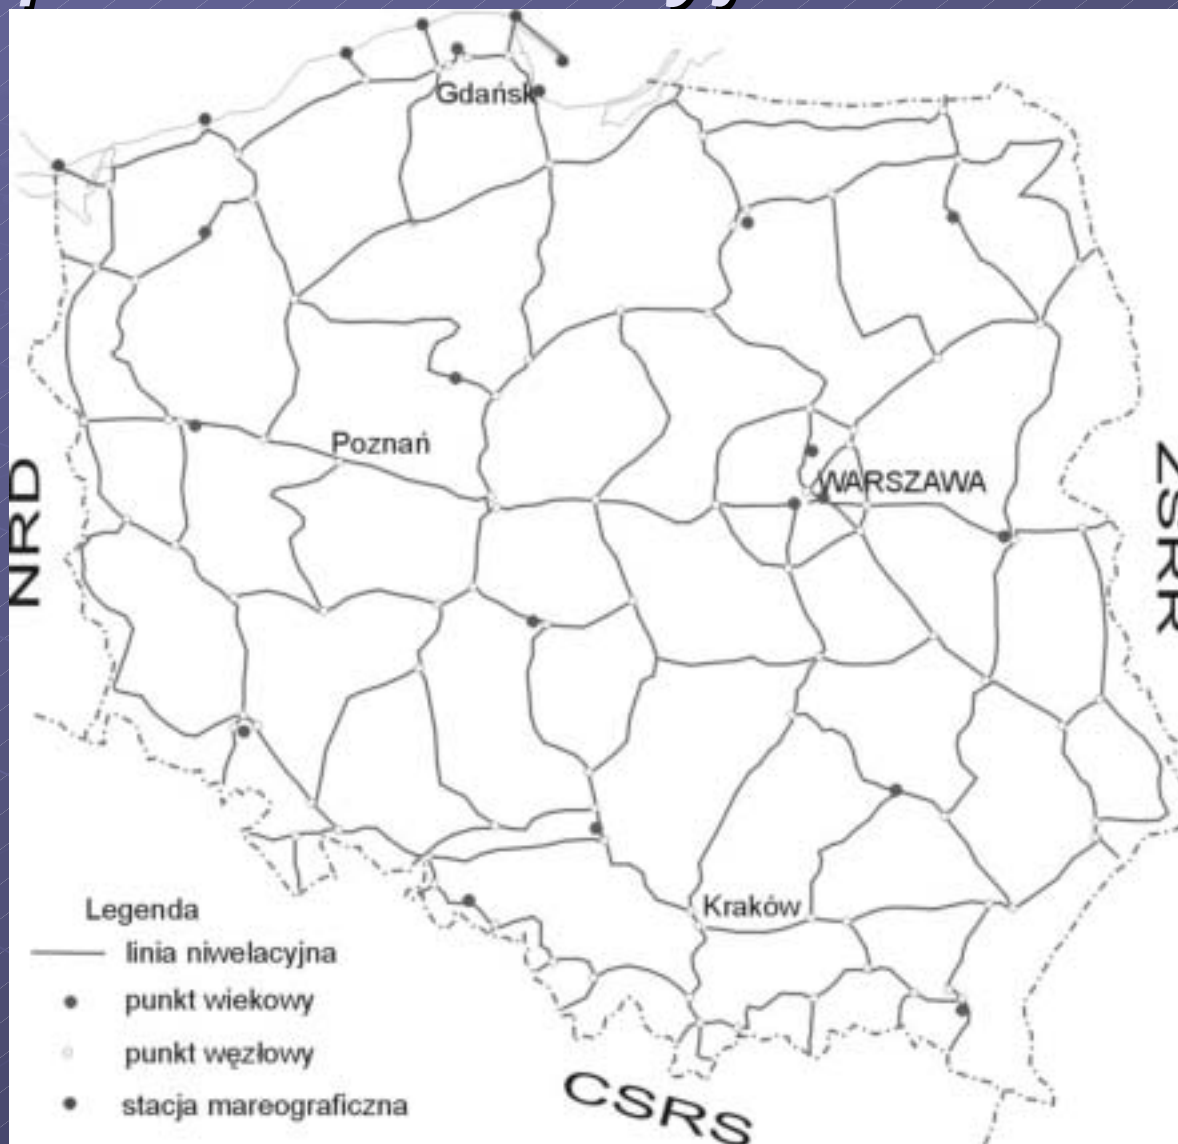 Gdańsk
Poznań
WARSZAWA
NRD
ZSRR
Kraków
Legenda
linia niwelacyjna
punkt wiekowy
punkt węzłowy
stacja mareograficzna
CSRS